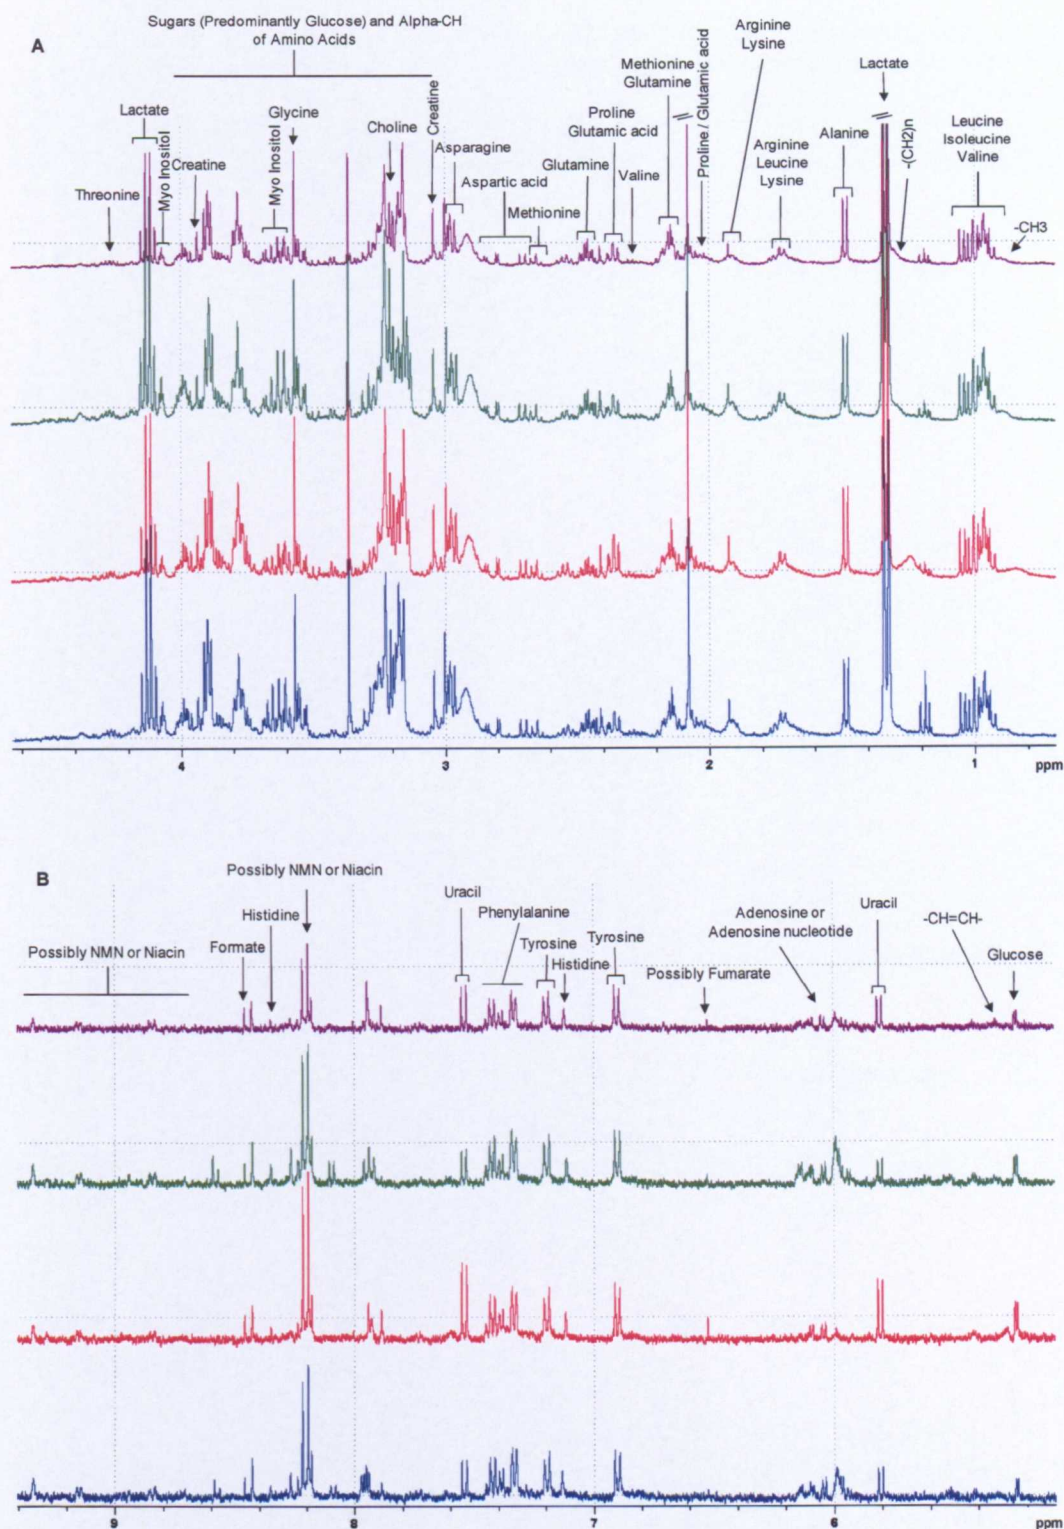 A
Sugars (Predominantly Glucose) and Alpha-CH
of Amino Acids
Arginine
Lysine
Lactate
Myo Inositol
Glycine
Creatine
Myo Inositol
Threonine
Choline
Creatine
Asparagine
Aspartic acid
Methionine
Glutamine
Proline
Glutamic acid
Valine
Methionine
Glutamine
Proline / Glutamic acid
Arginine
Leucine
Lysine
Alanine
Lactate
-(CH2)n
Leucine
Isoleucine
Valine
-CH3
4
3
2
1
ppm
B
Possibly NMN or Niacin
Possibly NMN or Niacin
Histidine
Formate
Uracil
Phenylalanine
Tyrosine
Histidine
Tyrosine
Possibly Fumarate
Adenosine or
Adenosine nucleotide
Uracil
-CH=CH-
Glucose
9
8
7
6
ppm